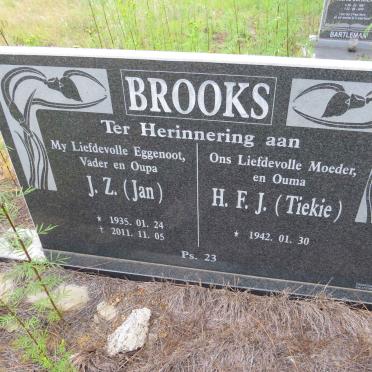 BROOKS
Ter Herinnering aan
My Liefdevolle Eggenoot,
Vader en Oupa
J. Z. (Jan)
* 1935. 01. 24
† 2011. 11. 05
Ons Liefdevolle Moeder,
en Ouma
H. F. J. (Tiekie)
* 1942. 01. 30
Ps. 23
BARTLEMAN